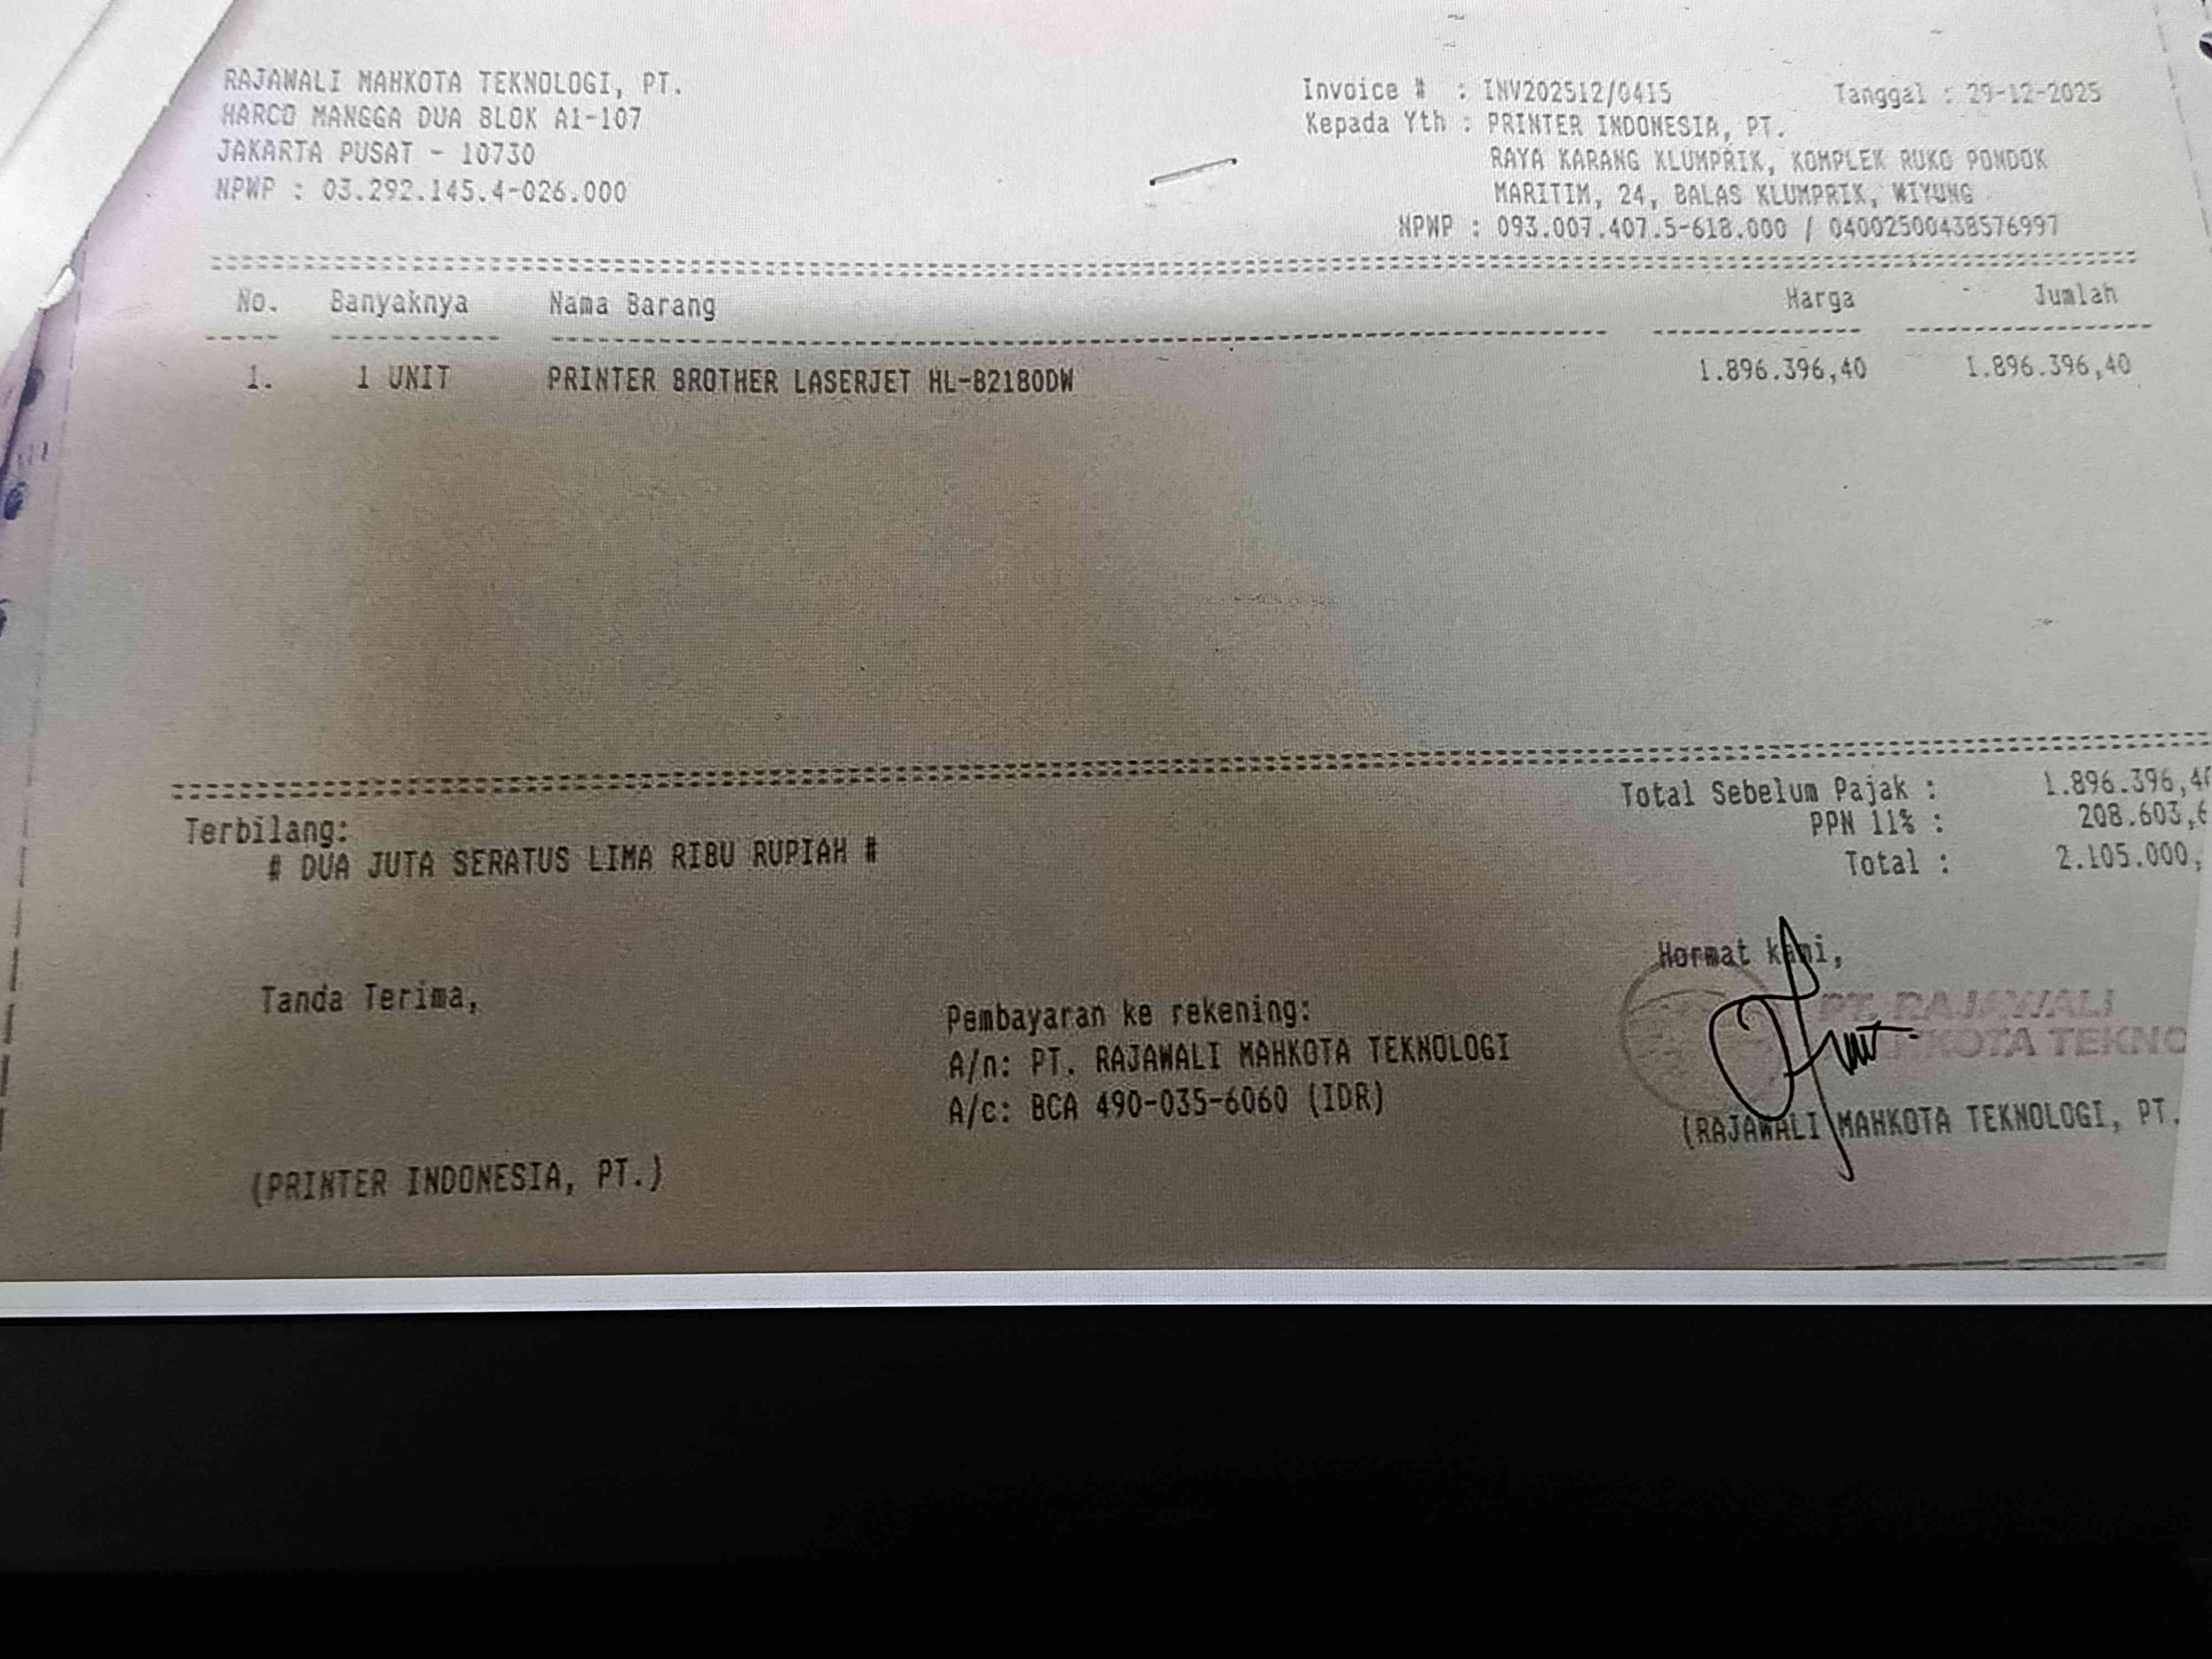 RAJAWALI MAHKOTA TEKNOLOGI, PT.
HARCO MANGGA DUA BLOK A1-107
JAKARTA PUSAT - 10730
NPWP : 03.292.145.4-026.000
Invoice # : INV202512/0415 Tanggal : 29-12-2025
Kepada Yth : PRINTER INDONESIA, PT.
RAYA KARANG KLUMPRIK, KOMPLEK RUKO PONDOK
MARITIM, 24, BALAS KLUMPRIK, WIYUNG
NPWP : 093.007.407.5-618.000 / 04002500438576997
No. Banyaknya Nama Barang Harga Jumlah
1. 1 UNIT PRINTER BROTHER LASERJET HL-B2180DW 1.896.396,40 1.896.396,40
Total Sebelum Pajak : 1.896.396,4
PPN 11% : 208.603,6
Total : 2.105.000,
Terbilang:
# DUA JUTA SERATUS LIMA RIBU RUPIAH #
Tanda Terima,
(PRINTER INDONESIA, PT.)
Pembayaran ke rekening:
A/n: PT. RAJAWALI MAHKOTA TEKNOLOGI
A/c: BCA 490-035-6060 (IDR)
Hormat kami,
PT. RAJAWALI
MAHKOTA TEKNO
(RAJAWALI MAHKOTA TEKNOLOGI, PT.